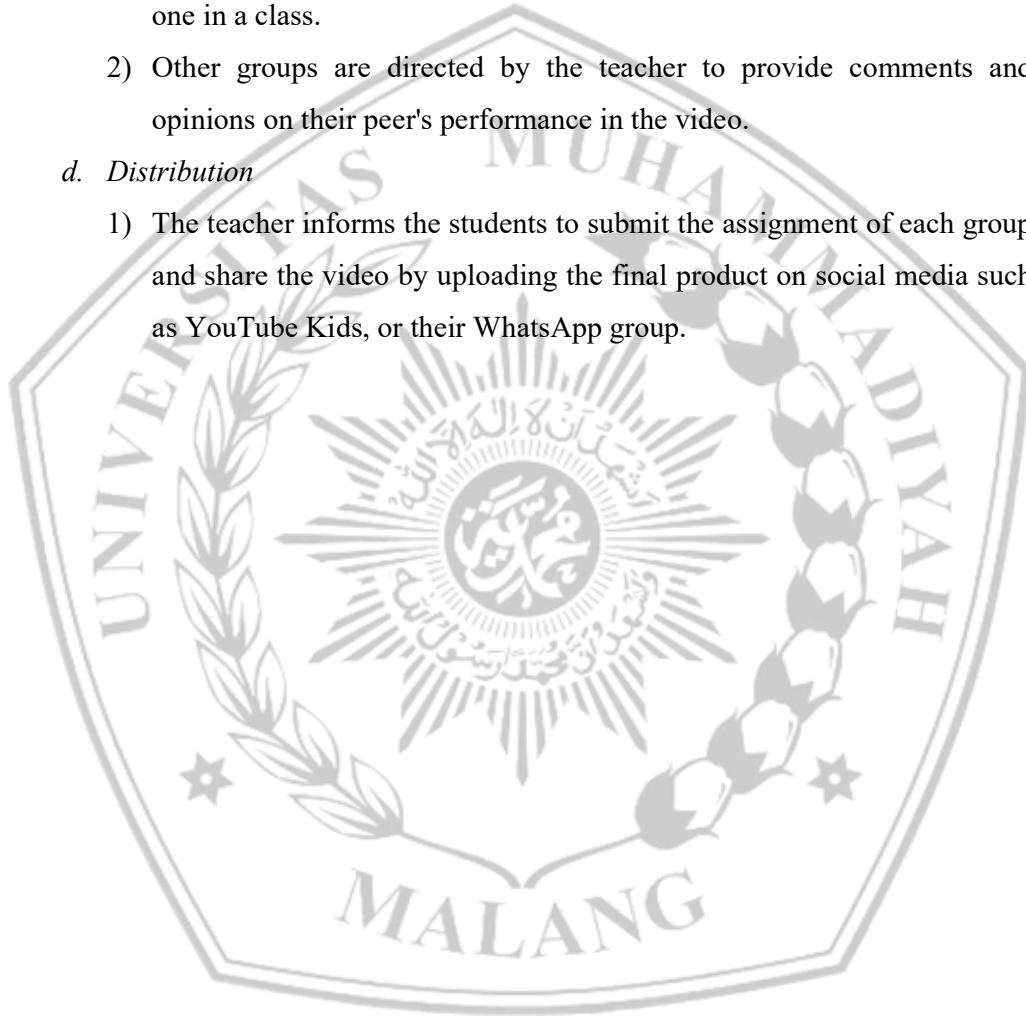 one in a class.
2) Other groups are directed by the teacher to provide comments and
opinions on their peer's performance in the video.
d. Distribution
1) The teacher informs the students to submit the assignment of each group
and share the video by uploading the final product on social media such
as YouTube Kids, or their WhatsApp group.
UNIVERSITAS MUHAMMADIYAH
MALANG